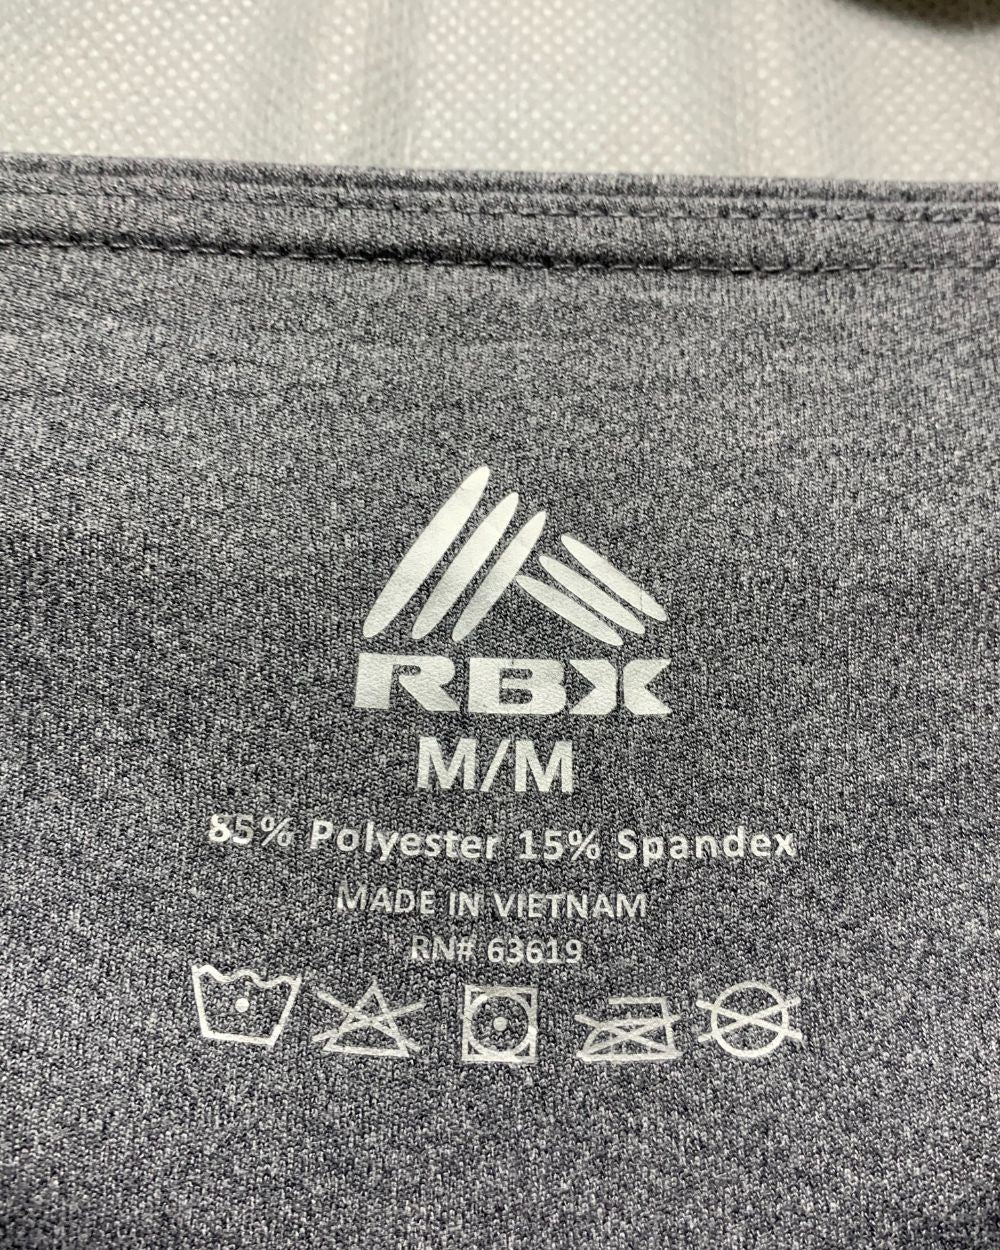 RBX
M/M
85% Polyester 15% Spandex
MADE IN VIETNAM
RN# 63619